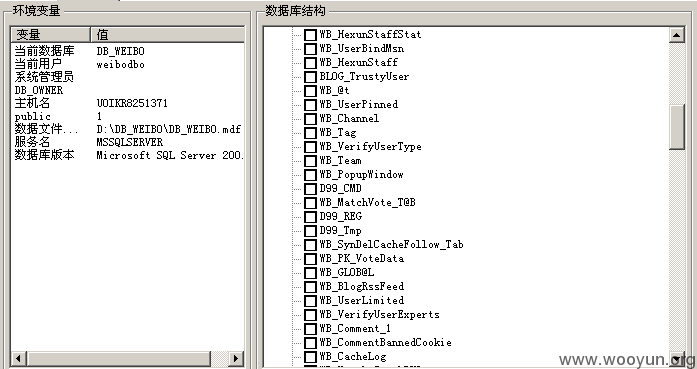 环境变量
变量 值
当前数据库 DB_WEIBO
当前用户 weibodbo
系统管理员
DB_OWNER
主机名 UOIKR8251371
public 1
数据文件... D:\DB_WEIBO\DB_WEIBO.mdf
服务名 MSSQLSERVER
数据库版本 Microsoft SQL Server 200.
数据库结构
WB_HexunStaffStat
WB_UserBindMsn
WB_HexunStaff
BLOG_TrustyUser
WB_@t
WB_UserPinned
WB_Channel
WB_Tag
WB_VerifyUserType
WB_Team
WB_PopupWindow
D99_CMD
WB_MatchVote_T@B
D99_REG
D99_Tmp
WB_SynDelCacheFollow_Tab
WB_PK_VoteData
WB_GLOB@L
WB_BlogRssFeed
WB_UserLimited
WB_VerifyUserExperts
WB_Comment_1
WB_CommentBannedCookie
WB_CacheLog
www.wooyun.org